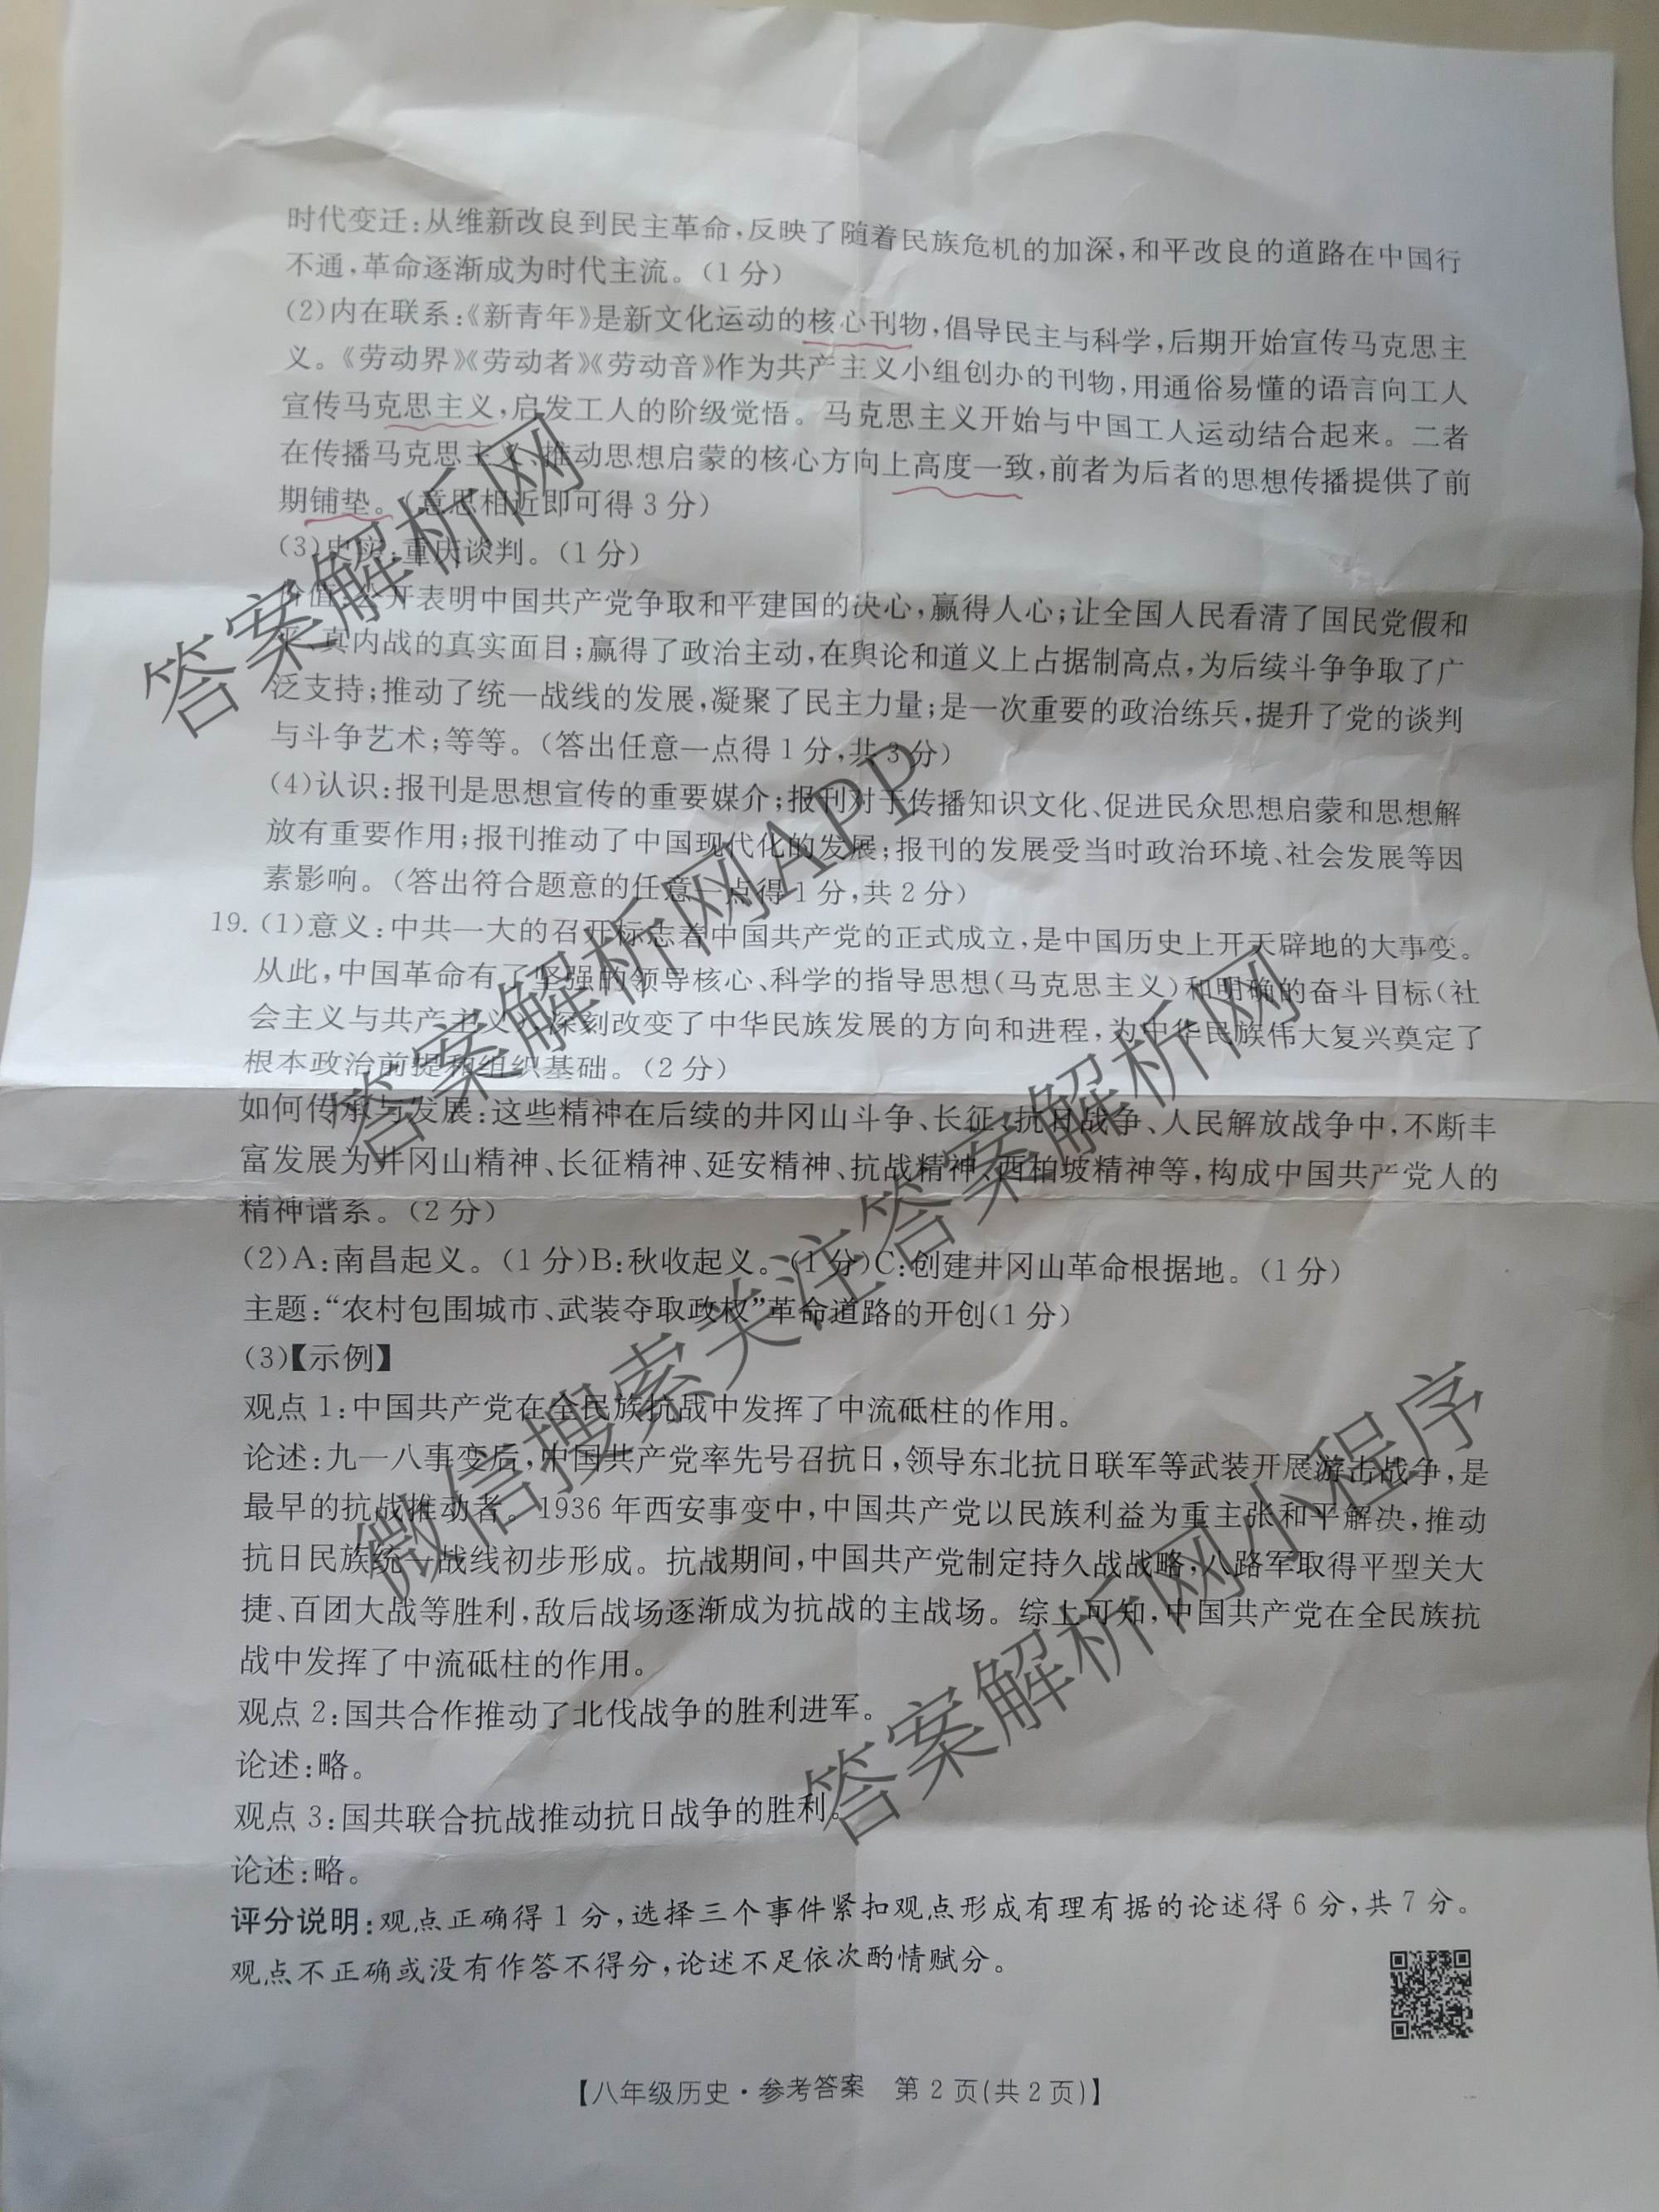 时代变迁:从维新改良到民主革命,反映了随着民族危机的加深,和平改良的道路在中国行
不通,革命逐渐成为时代主流。(1分)
(2)内在联系:《新青年》是新文化运动的核心刊物,倡导民主与科学,后期开始宣传马克思主
义。《劳动界》《劳动者》《劳动音》作为共产主义小组创办的刊物,用通俗易懂的语言向工人
宣传马克思主义,启发工人的阶级觉悟。马克思主义开始与中国工人运动结合起来。二者
在传播马克思主义、推动思想启蒙的核心方向上高度一致,前者为后者的思想传播提供了前
期铺垫。(意思相近即可得3分)
(3)史实:重庆谈判。(1分)
价值:公开表明中国共产党争取和平建国的决心,赢得人心;让全国人民看清了国民党假和
平、真内战的真实面目;赢得了政治主动,在舆论和道义上占据制高点,为后续斗争争取了广
泛支持;推动了统一战线的发展,凝聚了民主力量;是一次重要的政治练兵,提升了党的谈判
与斗争艺术;等等。(答出任意一点得1分,共3分)
(4)认识:报刊是思想宣传的重要媒介;报刊对于传播知识文化、促进民众思想启蒙和思想解
放有重要作用;报刊推动了中国现代化的发展;报刊的发展受当时政治环境、社会发展等因
素影响。(答出符合题意的任意一点得1分,共2分)
19.(1)意义:中共一大的召开标志着中国共产党的正式成立,是中国历史上开天辟地的大事变。
从此,中国革命有了坚强的领导核心、科学的指导思想(马克思主义)和明确的奋斗目标(社
会主义与共产主义),深刻改变了中华民族发展的方向和进程,为中华民族伟大复兴奠定了
根本政治前提和组织基础。(2分)
如何传承与发展:这些精神在后续的井冈山斗争、长征、抗日战争、人民解放战争中,不断丰
富发展为井冈山精神、长征精神、延安精神、抗战精神、西柏坡精神等,构成中国共产党人的
精神谱系。(2分)
(2)A:南昌起义。(1分)B:秋收起义。(1分)C:创建井冈山革命根据地。(1分)
主题:“农村包围城市、武装夺取政权”革命道路的开创(1分)
(3)【示例】
观点1:中国共产党在全民族抗战中发挥了中流砥柱的作用。
论述:九一八事变后,中国共产党率先号召抗日,领导东北抗日联军等武装开展游击战争,是
最早的抗战推动者。1936年西安事变中,中国共产党以民族利益为重主张和平解决,推动
抗日民族统一战线初步形成。抗战期间,中国共产党制定持久战战略,八路军取得平型关大
捷、百团大战等胜利,敌后战场逐渐成为抗战的主战场。综上可知,中国共产党在全民族抗
战中发挥了中流砥柱的作用。
观点2:国共合作推动了北伐战争的胜利进军。
论述:略。
观点3:国共联合抗战推动抗日战争的胜利。
论述:略。
评分说明:观点正确得1分,选择三个事件紧扣观点形成有理有据的论述得6分,共7分。
观点不正确或没有作答不得分,论述不足依次酌情赋分。
【八年级历史·参考答案 第2页(共2页)】
答案解析网
答案解析网APP
微信搜索关注答案解析网
答案解析网小程序